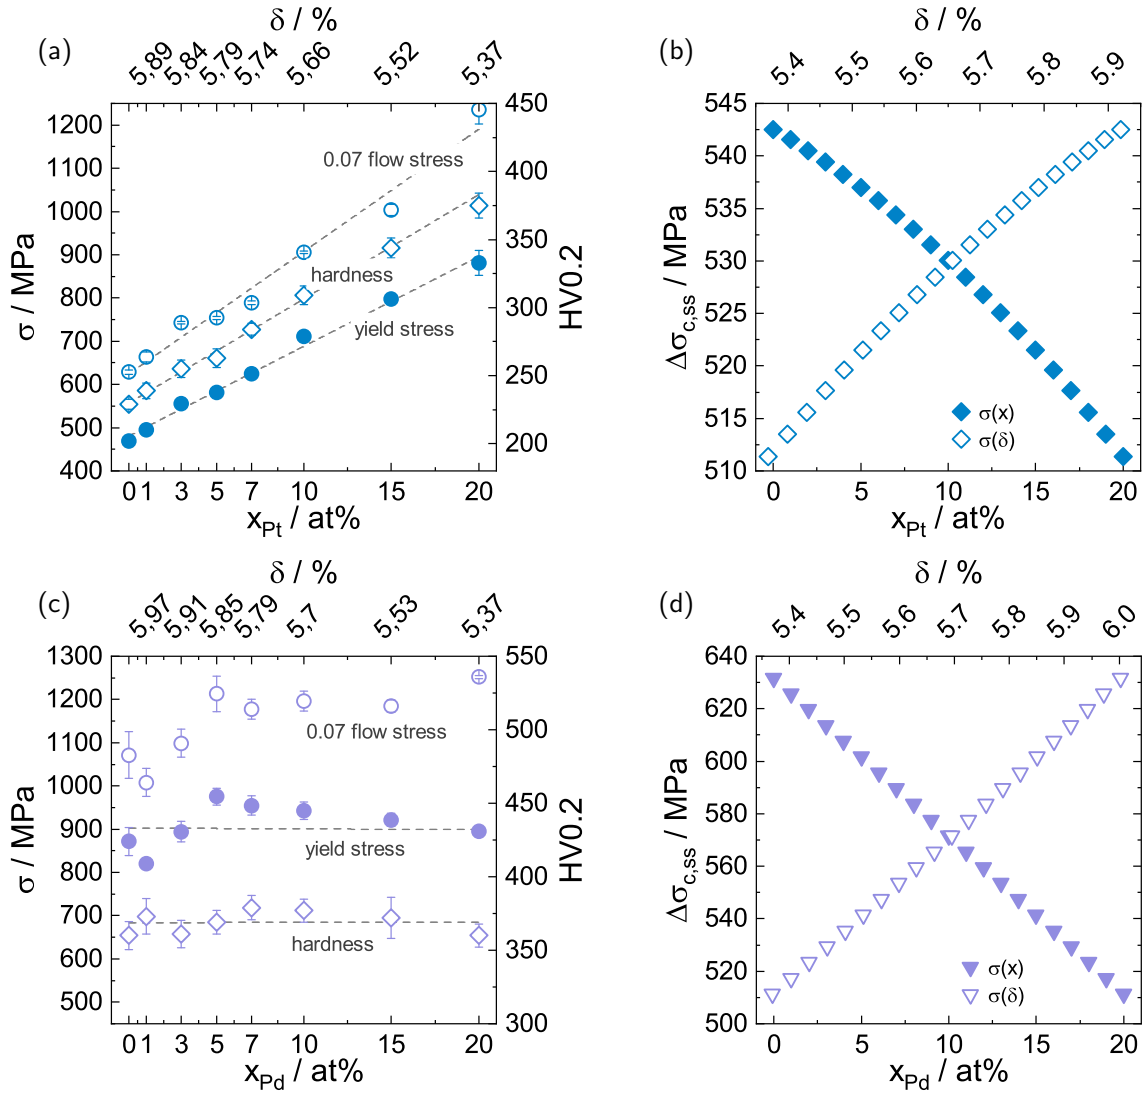 δ / %
(a)
5,89 5,84 5,79 5,74 5,66 5,52 5,37
1200
1100
1000
900
800
700
600
500
400
σ / MPa
450
400
350
300
250
200
HV0.2
0.07 flow stress
hardness
yield stress
0 1 3 5 7 10 15 20
xPt / at%
δ / %
(b)
5.4 5.5 5.6 5.7 5.8 5.9
545
540
535
530
525
520
515
510
Δσc,ss / MPa
σ(x)
σ(δ)
0 5 10 15 20
xPt / at%
δ / %
(c)
5,97 5,91 5,85 5,79 5,7 5,53 5,37
1300
1200
1100
1000
900
800
700
600
500
σ / MPa
550
500
450
400
350
300
HV0.2
0.07 flow stress
yield stress
hardness
0 1 3 5 7 10 15 20
xPd / at%
δ / %
(d)
5.4 5.5 5.6 5.7 5.8 5.9 6.0
640
620
600
580
560
540
520
500
Δσc,ss / MPa
σ(x)
σ(δ)
0 5 10 15 20
xPd / at%